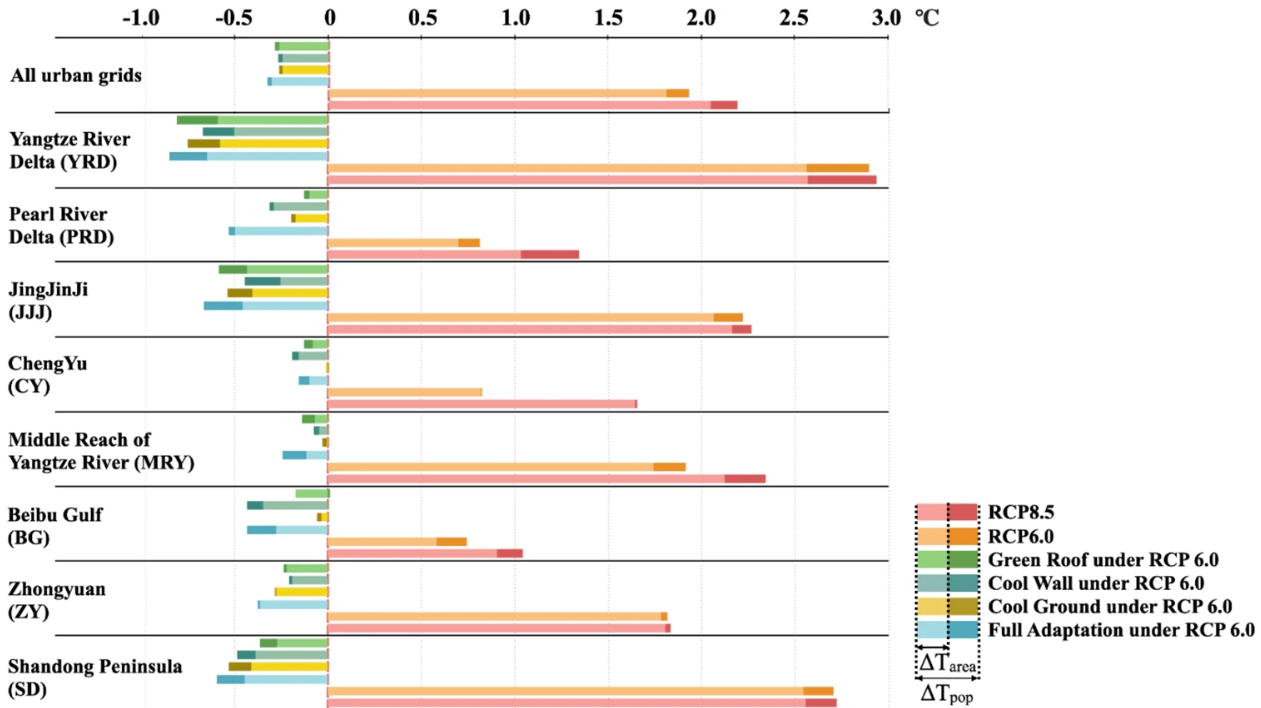 -1.0 -0.5 0 0.5 1.0 1.5 2.0 2.5 3.0 °C
All urban grids
Yangtze River
Delta (YRD)
Pearl River
Delta (PRD)
JingJinJi
(JJJ)
ChengYu
(CY)
Middle Reach of
Yangtze River (MRY)
Beibu Gulf
(BG)
Zhongyuan
(ZY)
Shandong Peninsula
(SD)
RCP8.5
RCP6.0
Green Roof under RCP 6.0
Cool Wall under RCP 6.0
Cool Ground under RCP 6.0
Full Adaptation under RCP 6.0
ΔTarea
ΔTpop